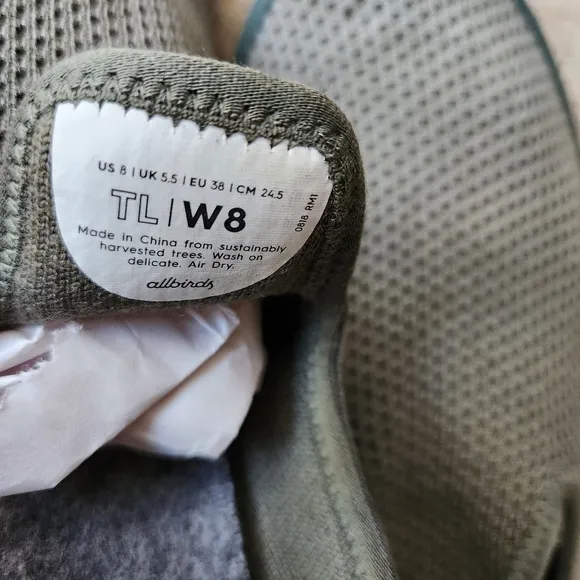 US 8 | UK 5.5 | EU 38 | CM 24.5
TL | W8
Made in China from sustainably
harvested trees. Wash on
delicate. Air Dry.
allbirds
0818 RM1